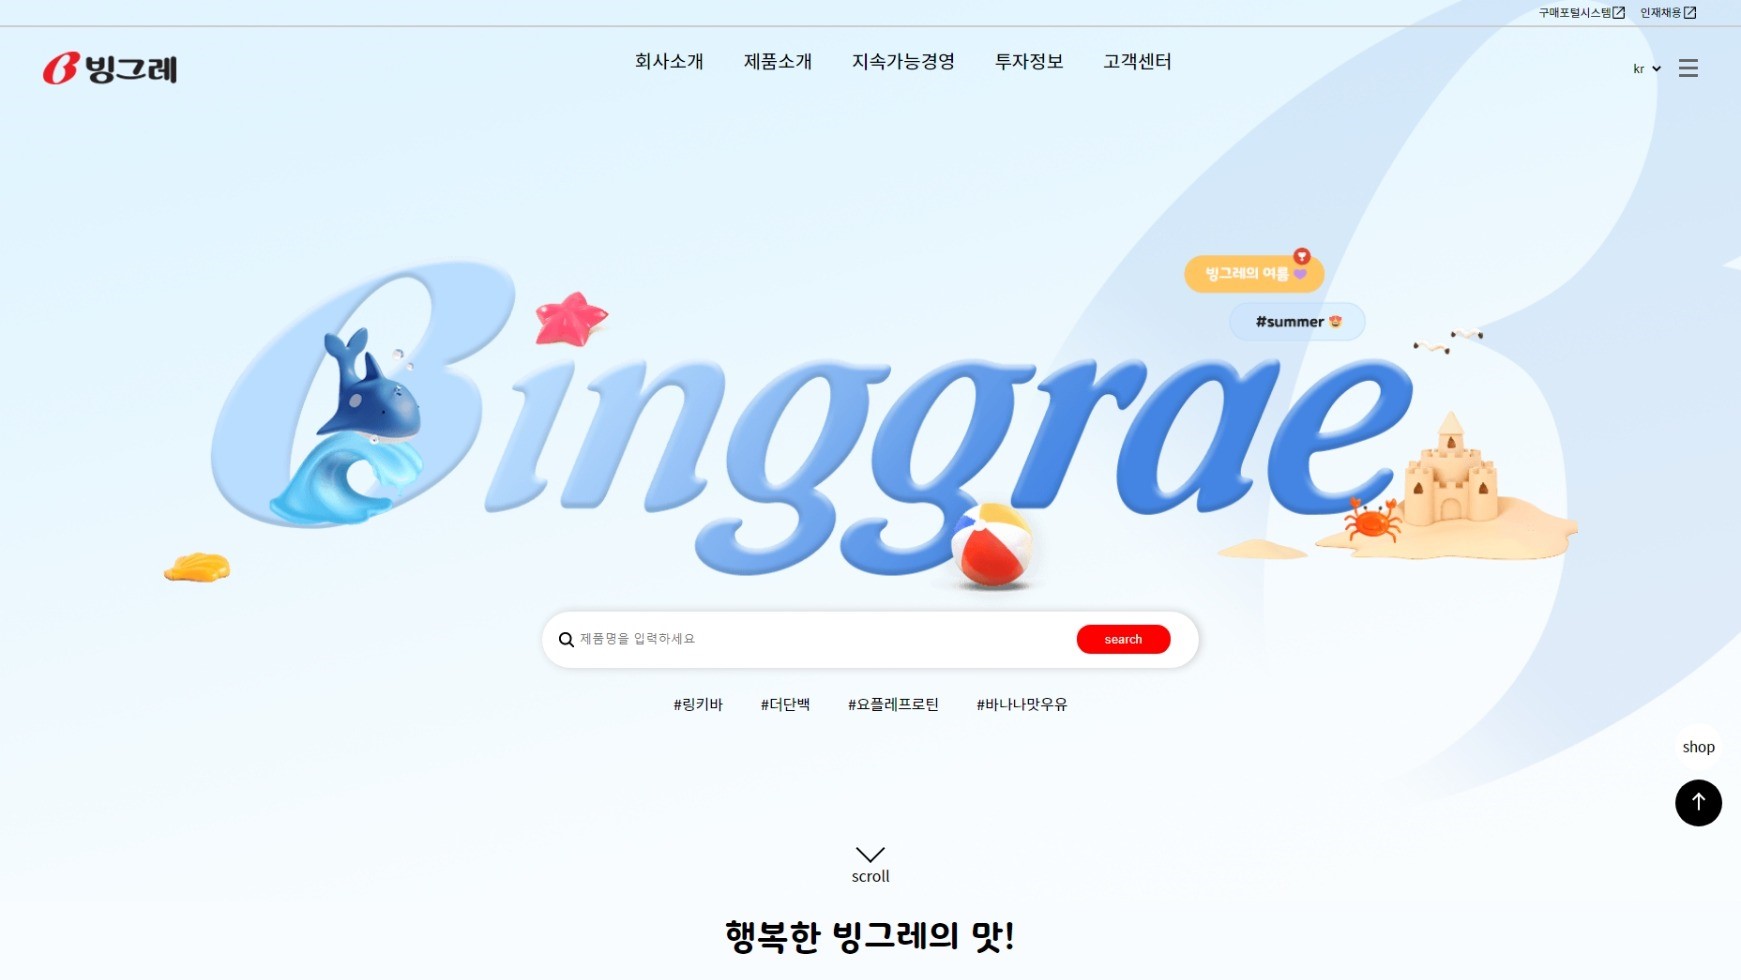 구매포털시스템 인재채용
빙그레
회사소개 제품소개 지속가능경영 투자정보 고객센터
kr
빙그레의 여름
#summer
Binggrae
제품명을 입력하세요
search
#링키바 #더단백 #요플레프로틴 #바나나맛우유
shop
scroll
행복한 빙그레의 맛!